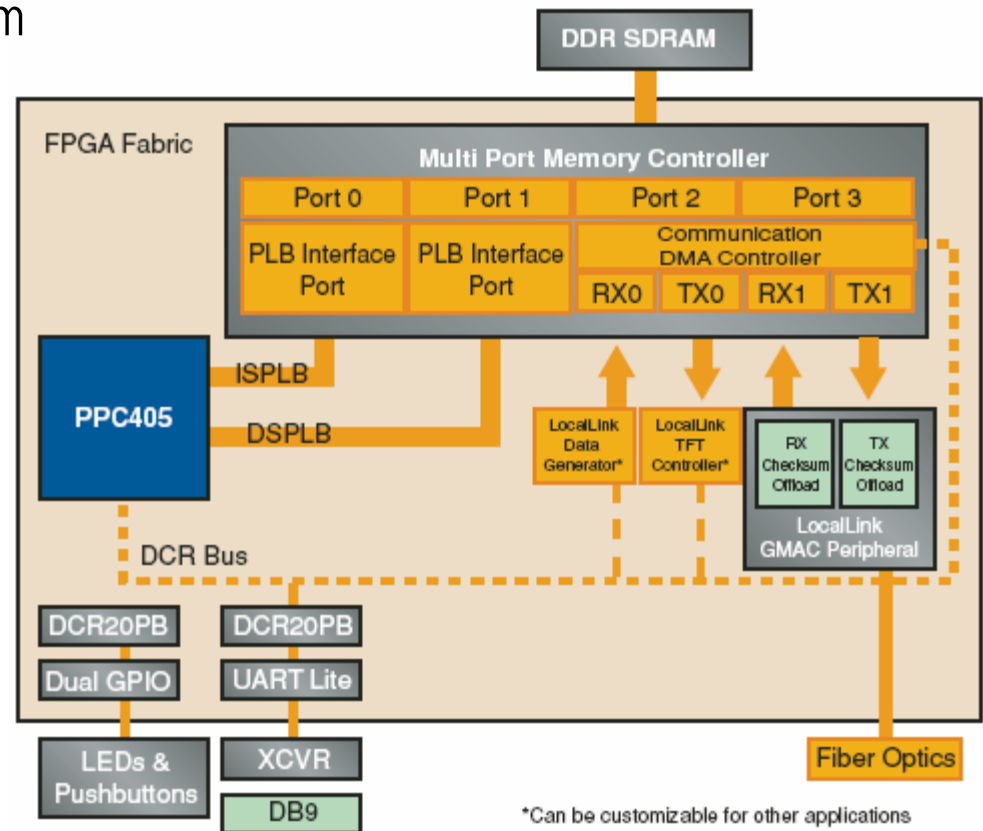 m
DDR SDRAM
FPGA Fabric
Multi Port Memory Controller
Port 0
Port 1
Port 2
Port 3
PLB Interface
Port
PLB Interface
Port
Communication
DMA Controller
RX0
TX0
RX1
TX1
PPC405
ISPLB
DSPLB
LocalLink
Data
Generator*
LocalLink
TFT
Controller*
RX
Checksum
Offload
TX
Checksum
Offload
LocalLink
GMAC Peripheral
DCR Bus
DCR20PB
DCR20PB
Dual GPIO
UART Lite
LEDs &
Pushbuttons
XCVR
DB9
Fiber Optics
*Can be customizable for other applications